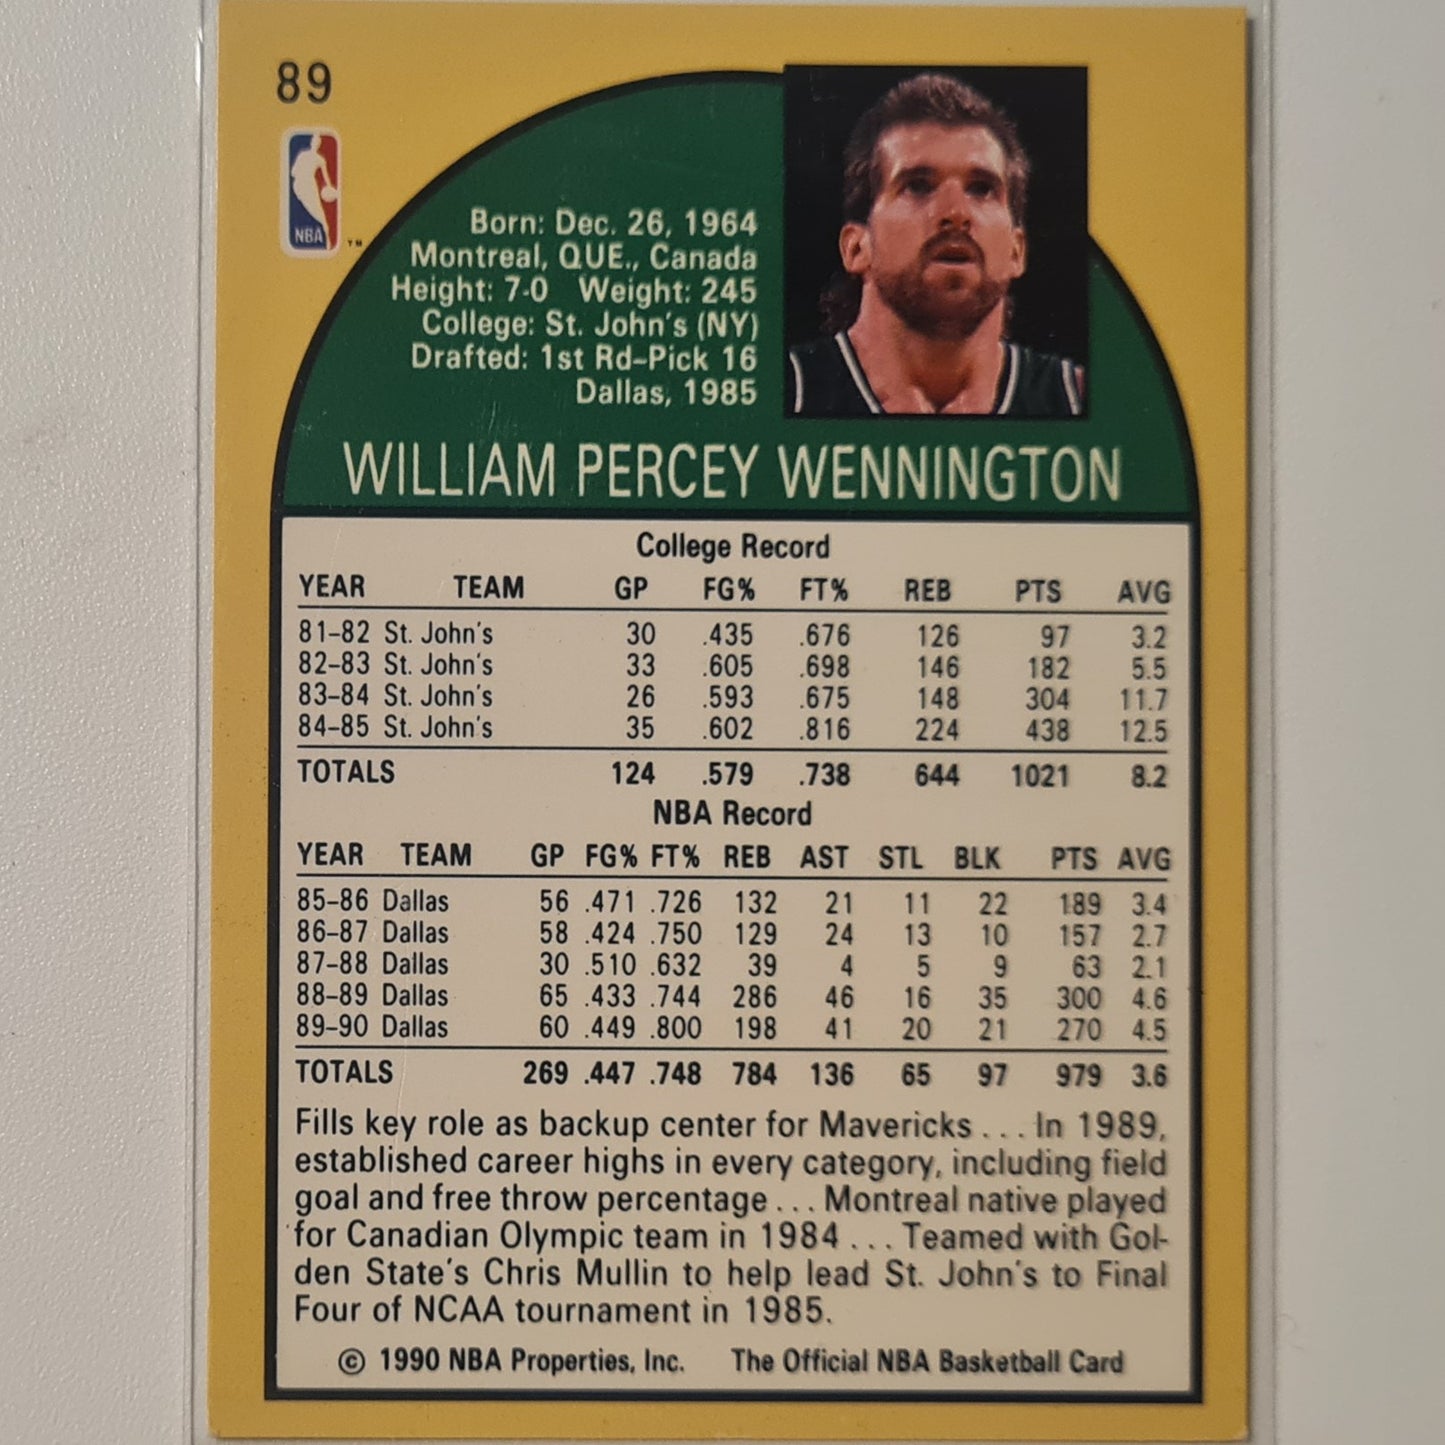 89
NBA
TM
Born: Dec. 26, 1964
Montreal, QUE., Canada
Height: 7-0 Weight: 245
College: St. John's (NY)
Drafted: 1st Rd–Pick 16
Dallas, 1985
WILLIAM PERCEY WENNINGTON
College Record
YEAR TEAM GP FG% FT% REB PTS AVG
81–82 St. John's 30 .435 .676 126 97 3.2
82–83 St. John's 33 .605 .698 146 182 5.5
83–84 St. John's 26 .593 .675 148 304 11.7
84–85 St. John's 35 .602 .816 224 438 12.5
TOTALS 124 .579 .738 644 1021 8.2
NBA Record
YEAR TEAM GP FG% FT% REB AST STL BLK PTS AVG
85–86 Dallas 56 .471 .726 132 21 11 22 189 3.4
86–87 Dallas 58 .424 .750 129 24 13 10 157 2.7
87–88 Dallas 30 .510 .632 39 4 5 9 63 2.1
88–89 Dallas 65 .433 .744 286 46 16 35 300 4.6
89–90 Dallas 60 .449 .800 198 41 20 21 270 4.5
TOTALS 269 .447 .748 784 136 65 97 979 3.6
Fills key role as backup center for Mavericks . . . In 1989,
established career highs in every category, including field
goal and free throw percentage . . . Montreal native played
for Canadian Olympic team in 1984 . . . Teamed with Gol-
den State's Chris Mullin to help lead St. John's to Final
Four of NCAA tournament in 1985.
© 1990 NBA Properties, Inc. The Official NBA Basketball Card